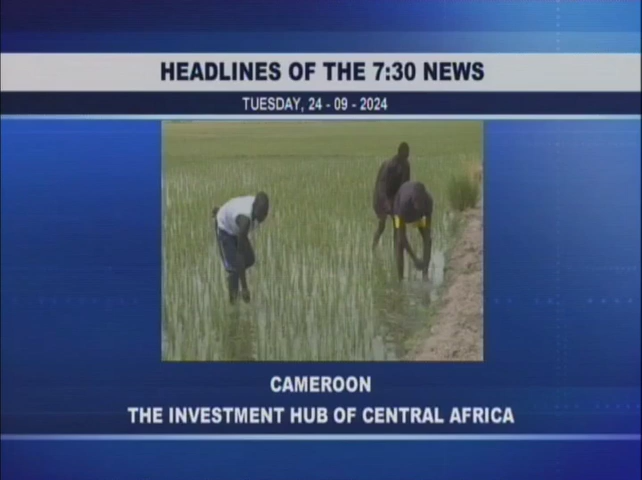 HEADLINES OF THE 7:30 NEWS
TUESDAY, 24 - 09 - 2024
CAMEROON
THE INVESTMENT HUB OF CENTRAL AFRICA